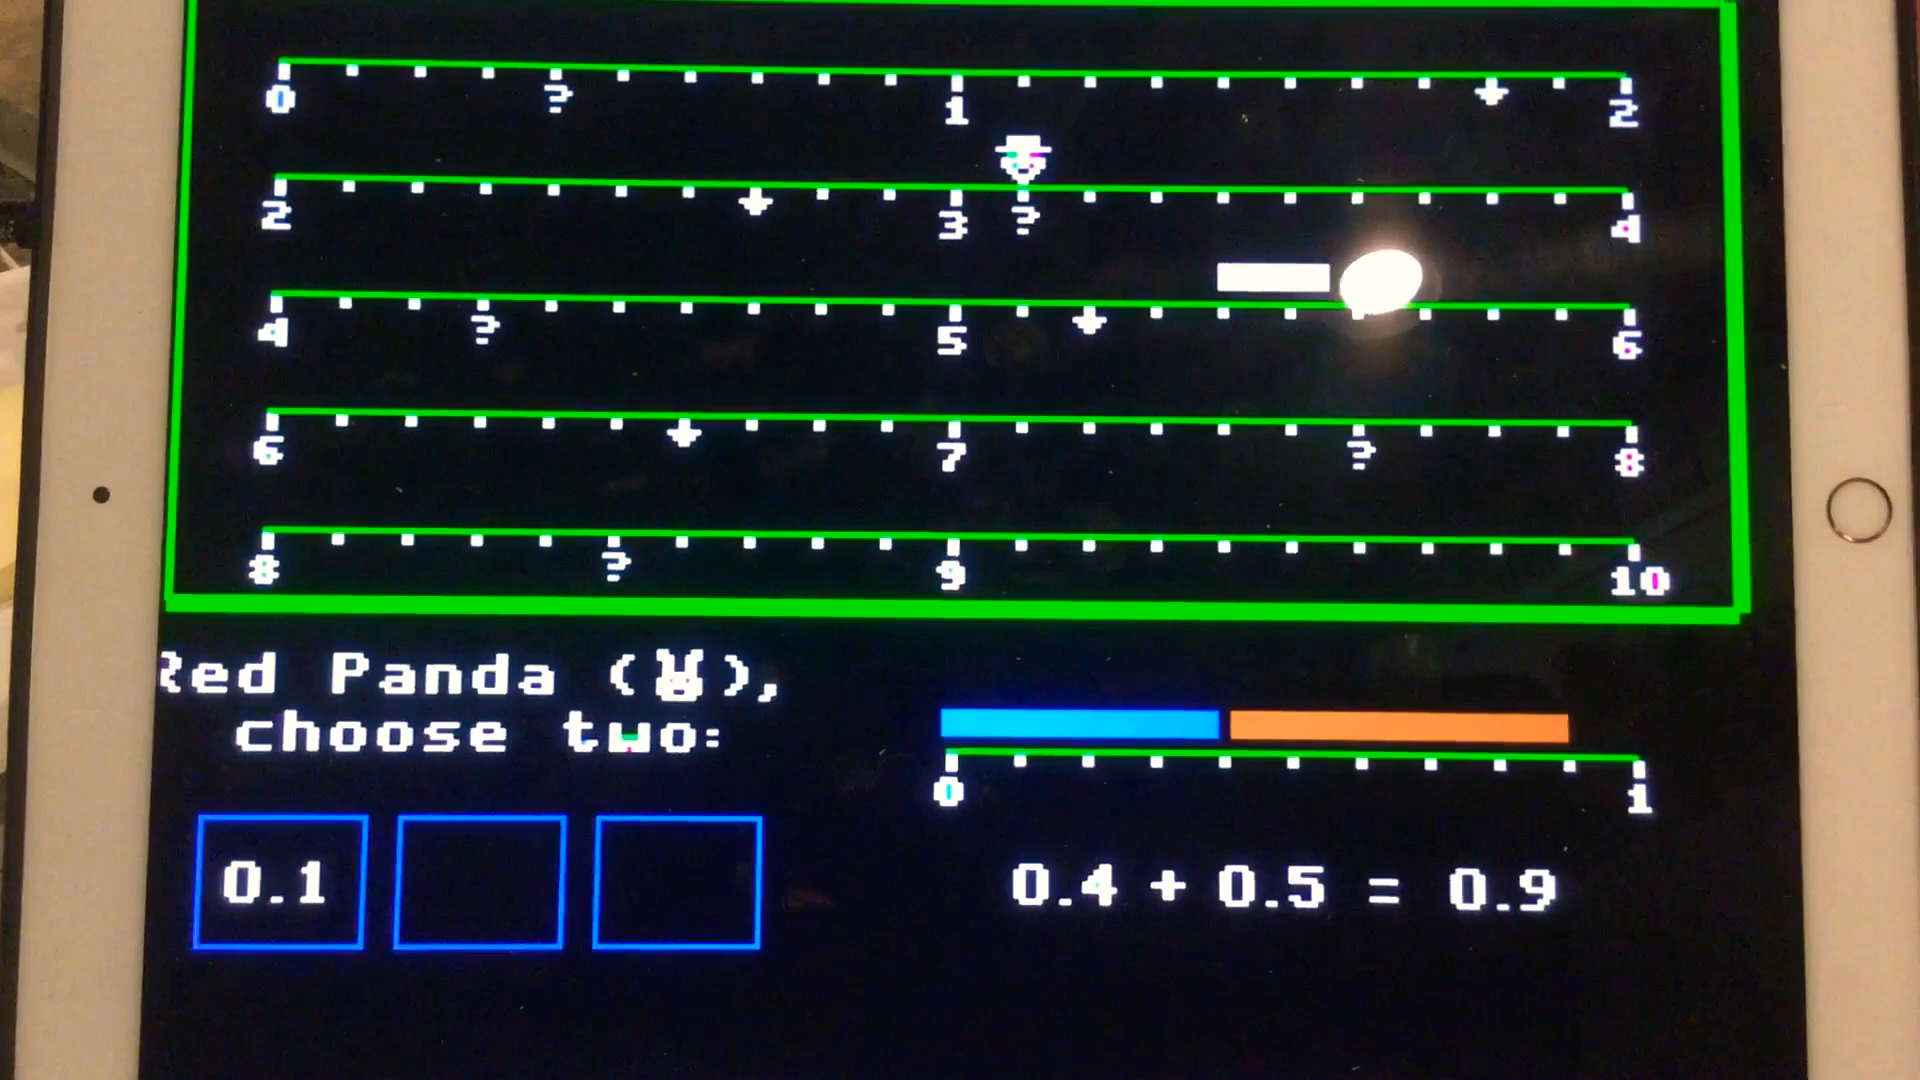 0 ? 1 2
2 3 ? 4
4 ? 5 6
6 7 ? 8
8 ? 9 10
Red Panda ( ),
choose two:
0 1
0.1
0.4 + 0.5 = 0.9